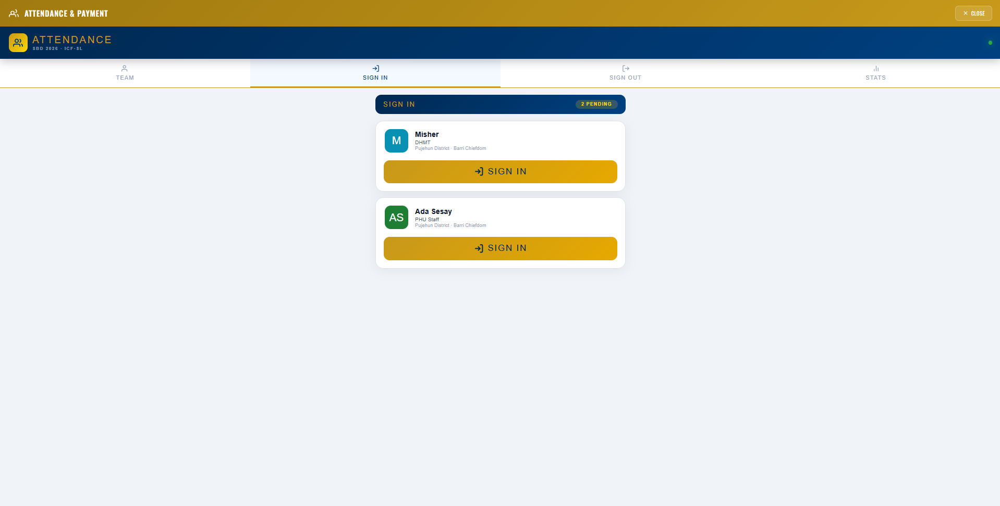 ATTENDANCE & PAYMENT
CLOSE
ATTENDANCE
SBD 2026 - ICF-SL
TEAM
SIGN IN
SIGN OUT
STATS
SIGN IN
2 PENDING
M
Misher
DHMT
Pujehun District · Barri Chiefdom
SIGN IN
AS
Ada Sesay
PHU Staff
Pujehun District · Barri Chiefdom
SIGN IN